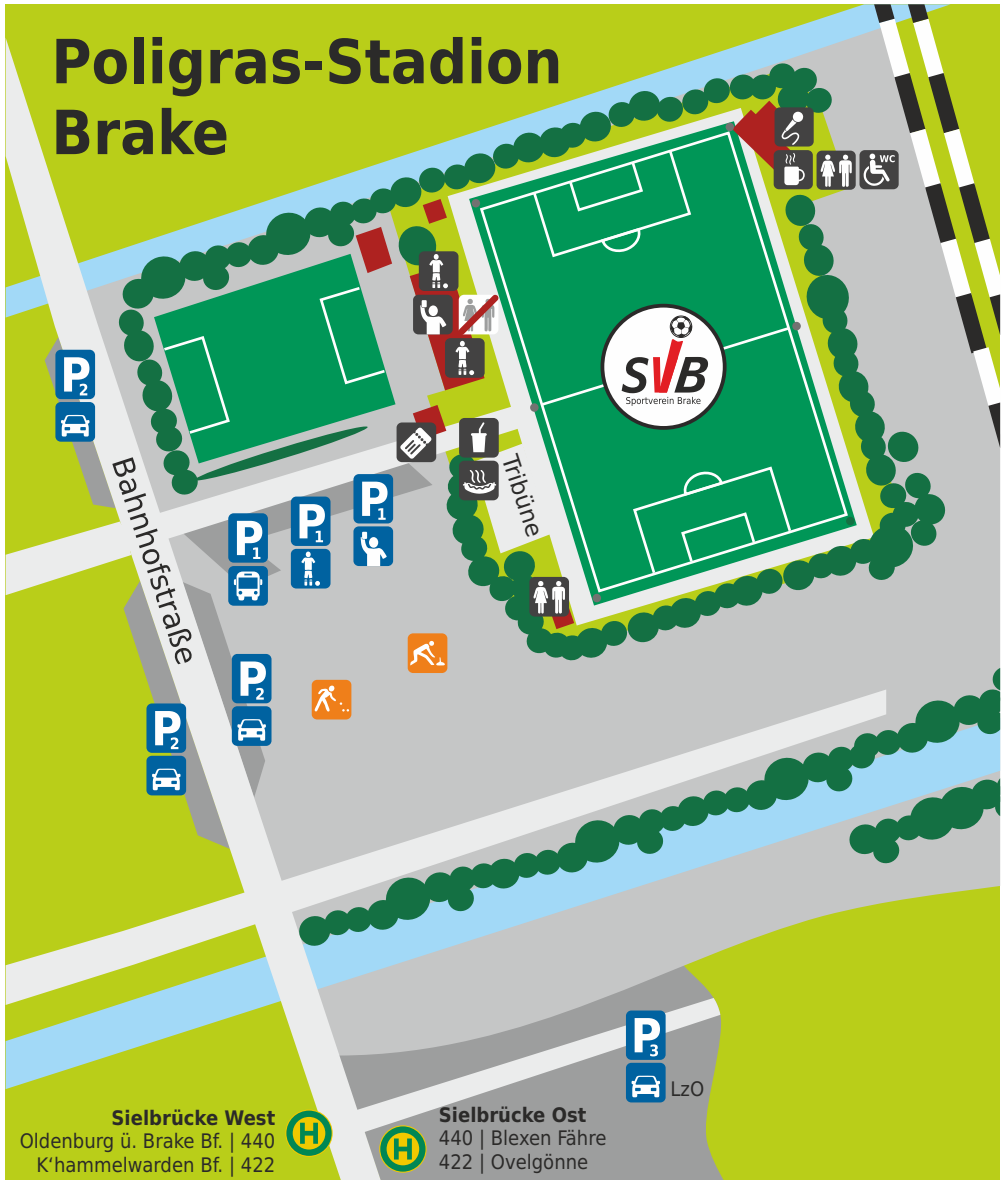 Poligras-Stadion
Brake
WC
SVB
Sportverein Brake
P2
Bahnhofstraße
Tribüne
P1
P1
P1
P2
P2
P3
LzO
Sielbrücke West
Oldenburg ü. Brake Bf. | 440
K‘hammelwarden Bf. | 422
H
Sielbrücke Ost
440 | Blexen Fähre
422 | Ovelgönne
H